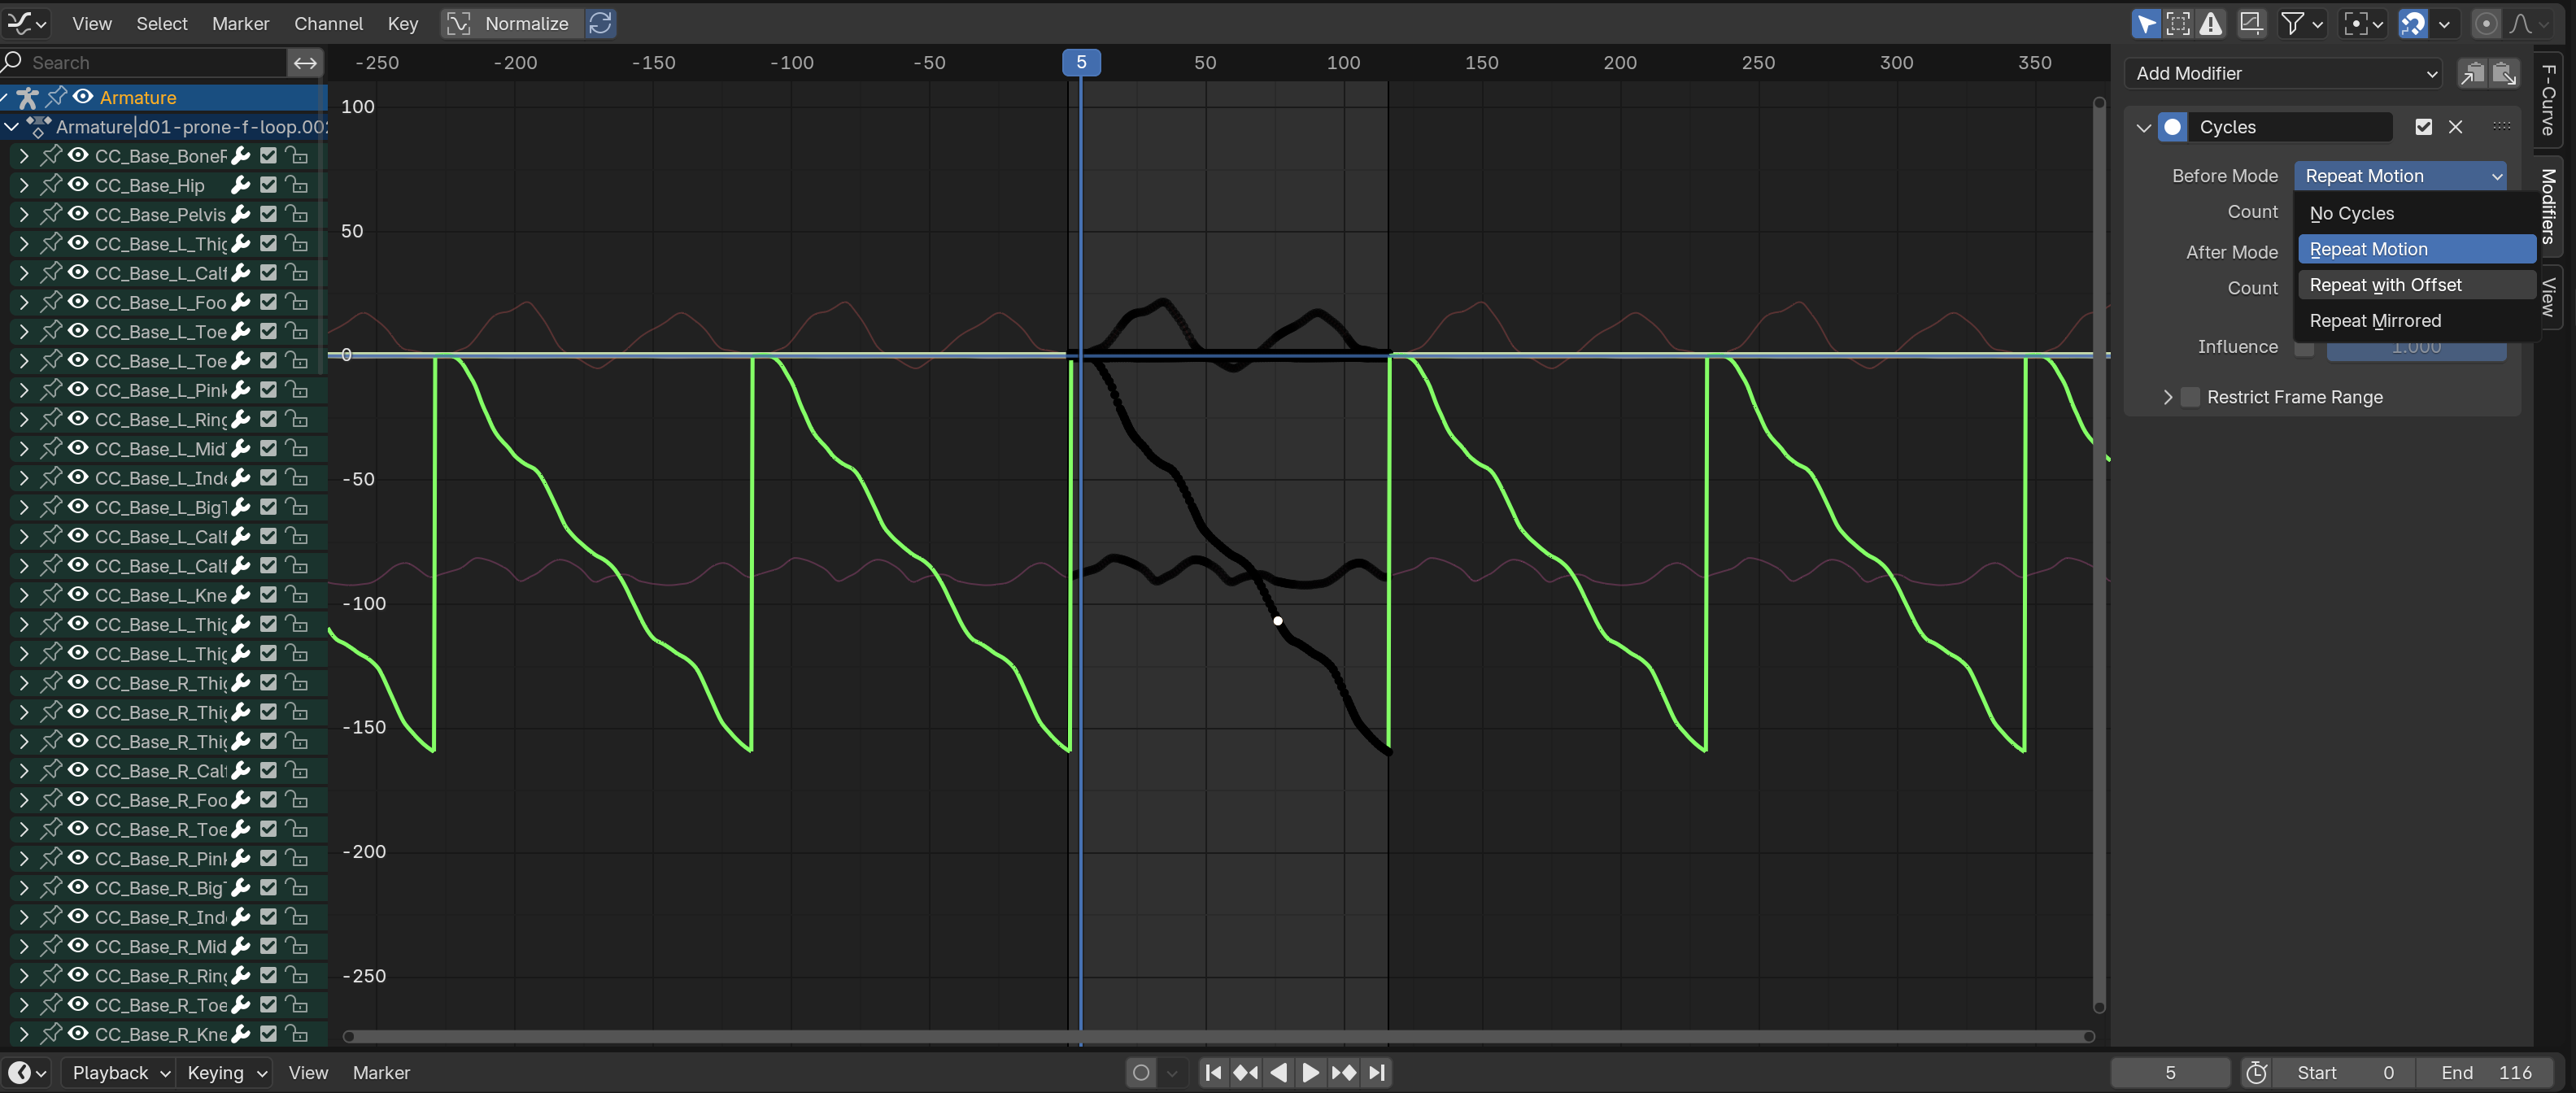 View Select Marker Channel Key Normalize
Search
-250 -200 -150 -100 -50 5 50 100 150 200 250 300 350
Armature
Armature|d01-prone-f-loop.00
CC_Base_Bone
CC_Base_Hip
CC_Base_Pelvis
CC_Base_L_Thig
CC_Base_L_Calf
CC_Base_L_Foo
CC_Base_L_Toe
CC_Base_L_Toe
CC_Base_L_Pink
CC_Base_L_Ring
CC_Base_L_Mid
CC_Base_L_Inde
CC_Base_L_BigT
CC_Base_L_Calf
CC_Base_L_Calf
CC_Base_L_Kne
CC_Base_L_Thig
CC_Base_L_Thig
CC_Base_R_Thig
CC_Base_R_Thig
CC_Base_R_Thig
CC_Base_R_Calf
CC_Base_R_Foo
CC_Base_R_Toe
CC_Base_R_Pink
CC_Base_R_BigT
CC_Base_R_Ind
CC_Base_R_Mid
CC_Base_R_Ring
CC_Base_R_Toe
CC_Base_R_Kne
100
50
0
-50
-100
-150
-200
-250
Add Modifier
Cycles
Before Mode Repeat Motion
Count
No Cycles
After Mode
Repeat Motion
Count
Repeat with Offset
Repeat Mirrored
Influence 1.000
Restrict Frame Range
F-Curve
Modifiers
View
Playback Keying View Marker
5 Start 0 End 116